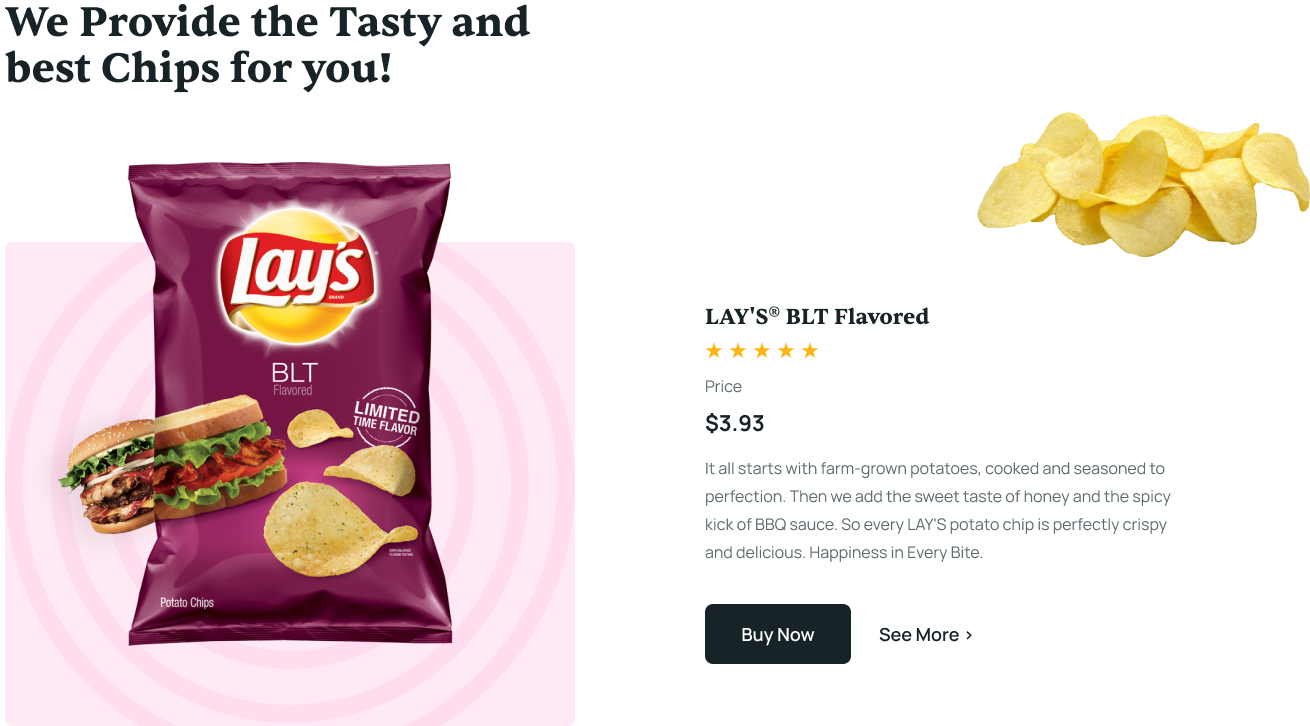 We Provide the Tasty and
best Chips for you!
Lay's
BRAND
BLT
Flavored
LIMITED
TIME FLAVOR
Potato Chips
LAY'S® BLT Flavored
Price
$3.93
It all starts with farm-grown potatoes, cooked and seasoned to
perfection. Then we add the sweet taste of honey and the spicy
kick of BBQ sauce. So every LAY'S potato chip is perfectly crispy
and delicious. Happiness in Every Bite.
Buy Now
See More ›